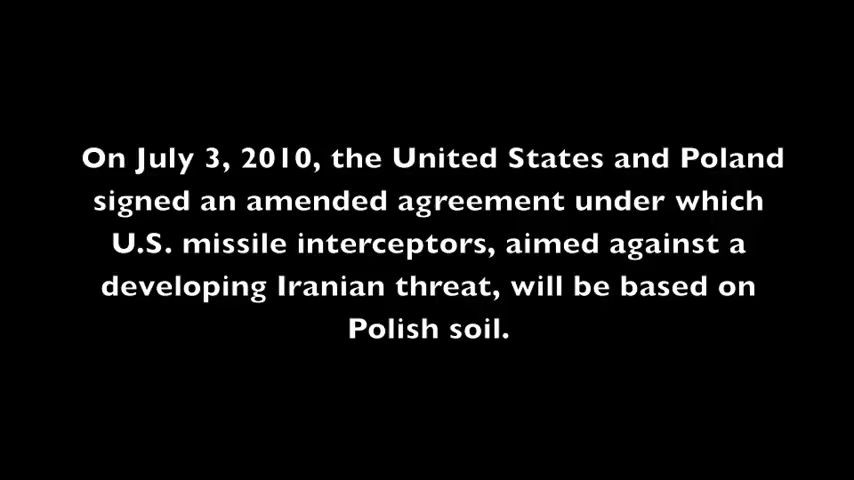 On July 3, 2010, the United States and Poland
signed an amended agreement under which
U.S. missile interceptors, aimed against a
developing Iranian threat, will be based on
Polish soil.